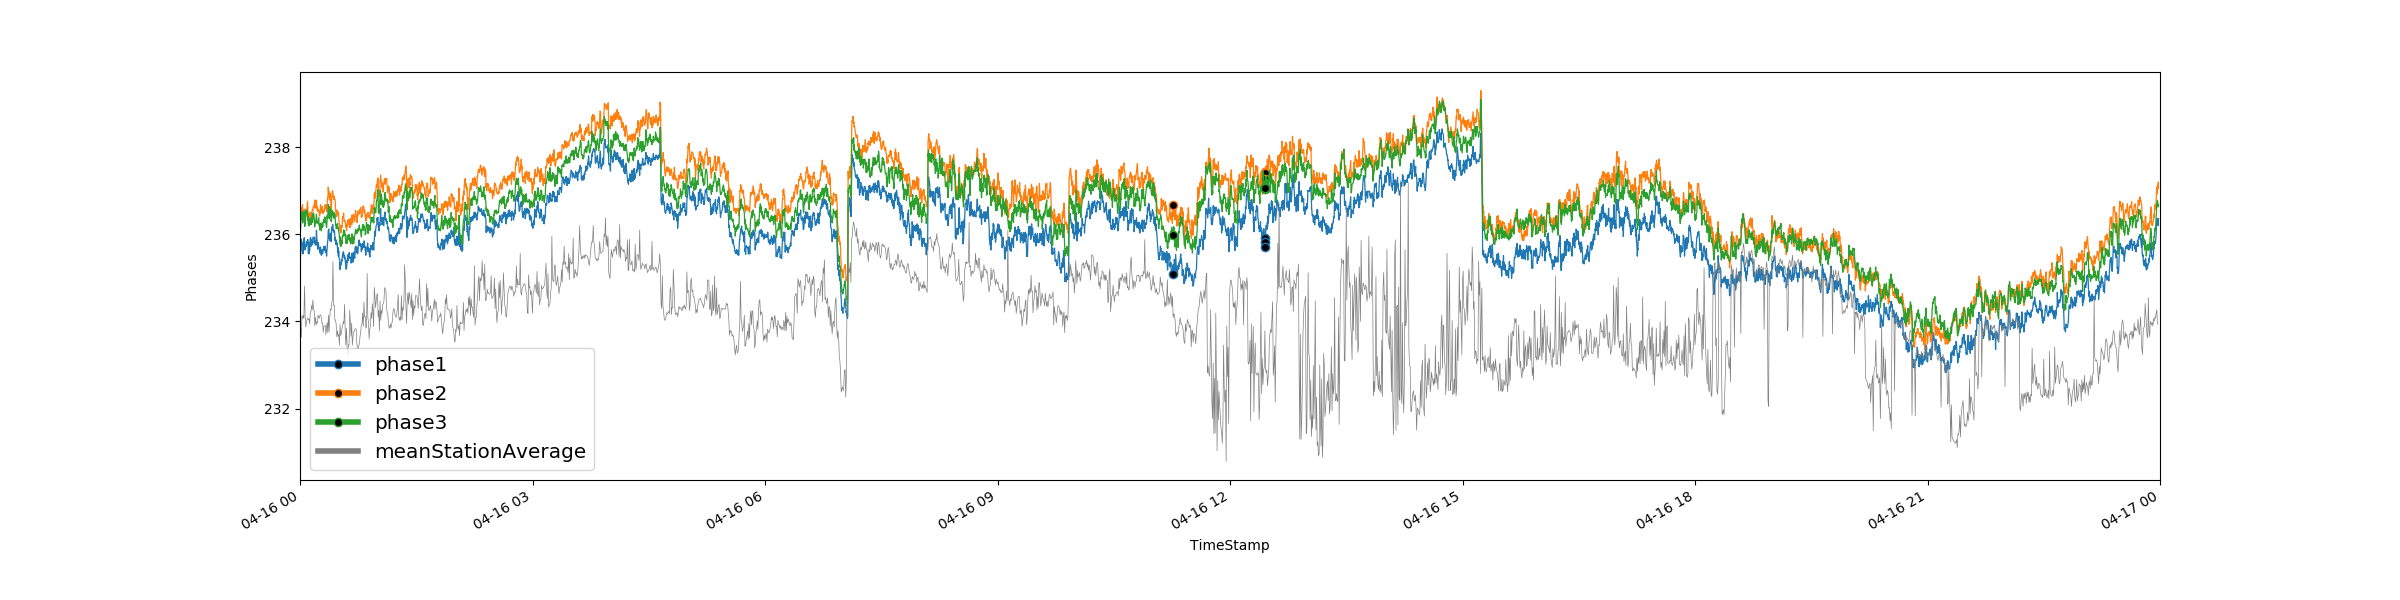 238
236
234
232
Phases
phase1
phase2
phase3
meanStationAverage
04-16 00
04-16 03
04-16 06
04-16 09
04-16 12
04-16 15
04-16 18
04-16 21
04-17 00
TimeStamp